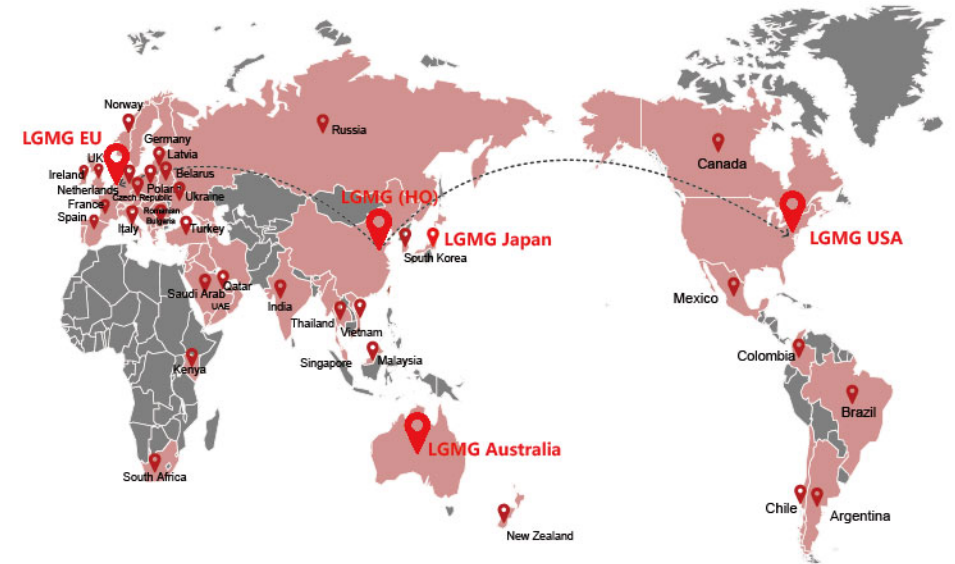 Norway
LGMG EU
Germany
UK
Latvia
Ireland
Belarus
Russia
Netherlands
Poland
Czech Republic
Ukraine
France
Romanian
Spain
Bulgaria
Italy
Turkey
LGMG (HQ)
LGMG Japan
South Korea
Canada
LGMG USA
Saudi Arab
Qatar
UAE
India
Thailand
Vietnam
Singapore
Malaysia
Mexico
Kenya
Colombia
Brazil
LGMG Australia
South Africa
Chile
Argentina
New Zealand